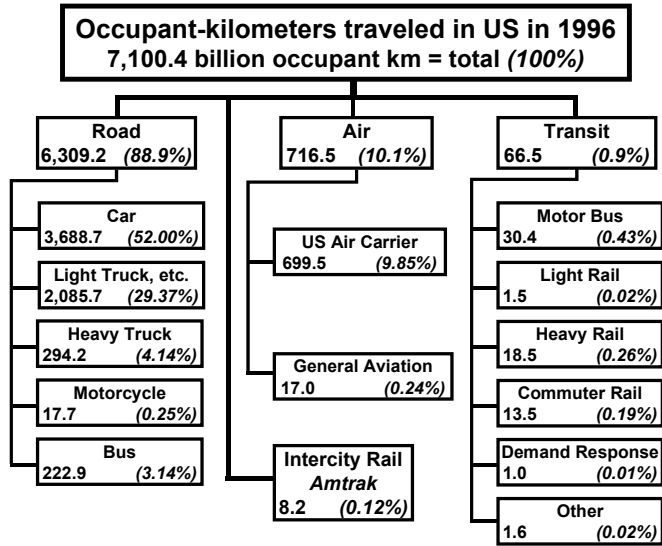 Occupant-kilometers traveled in US in 1996
7,100.4 billion occupant km = total (100%)
Road
6,309.2 (88.9%)
Car
3,688.7 (52.00%)
Light Truck, etc.
2,085.7 (29.37%)
Heavy Truck
294.2 (4.14%)
Motorcycle
17.7 (0.25%)
Bus
222.9 (3.14%)
Air
716.5 (10.1%)
US Air Carrier
699.5 (9.85%)
General Aviation
17.0 (0.24%)
Intercity Rail
Amtrak
8.2 (0.12%)
Transit
66.5 (0.9%)
Motor Bus
30.4 (0.43%)
Light Rail
1.5 (0.02%)
Heavy Rail
18.5 (0.26%)
Commuter Rail
13.5 (0.19%)
Demand Response
1.0 (0.01%)
Other
1.6 (0.02%)